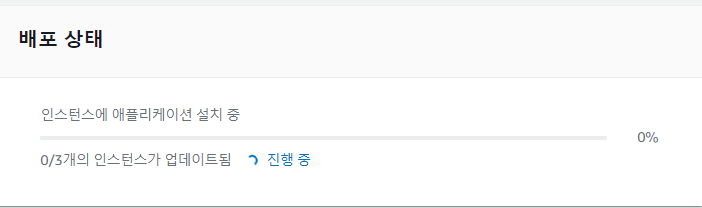 배포 상태
인스턴스에 애플리케이션 설치 중
0%
0/3개의 인스턴스가 업데이트됨 진행 중